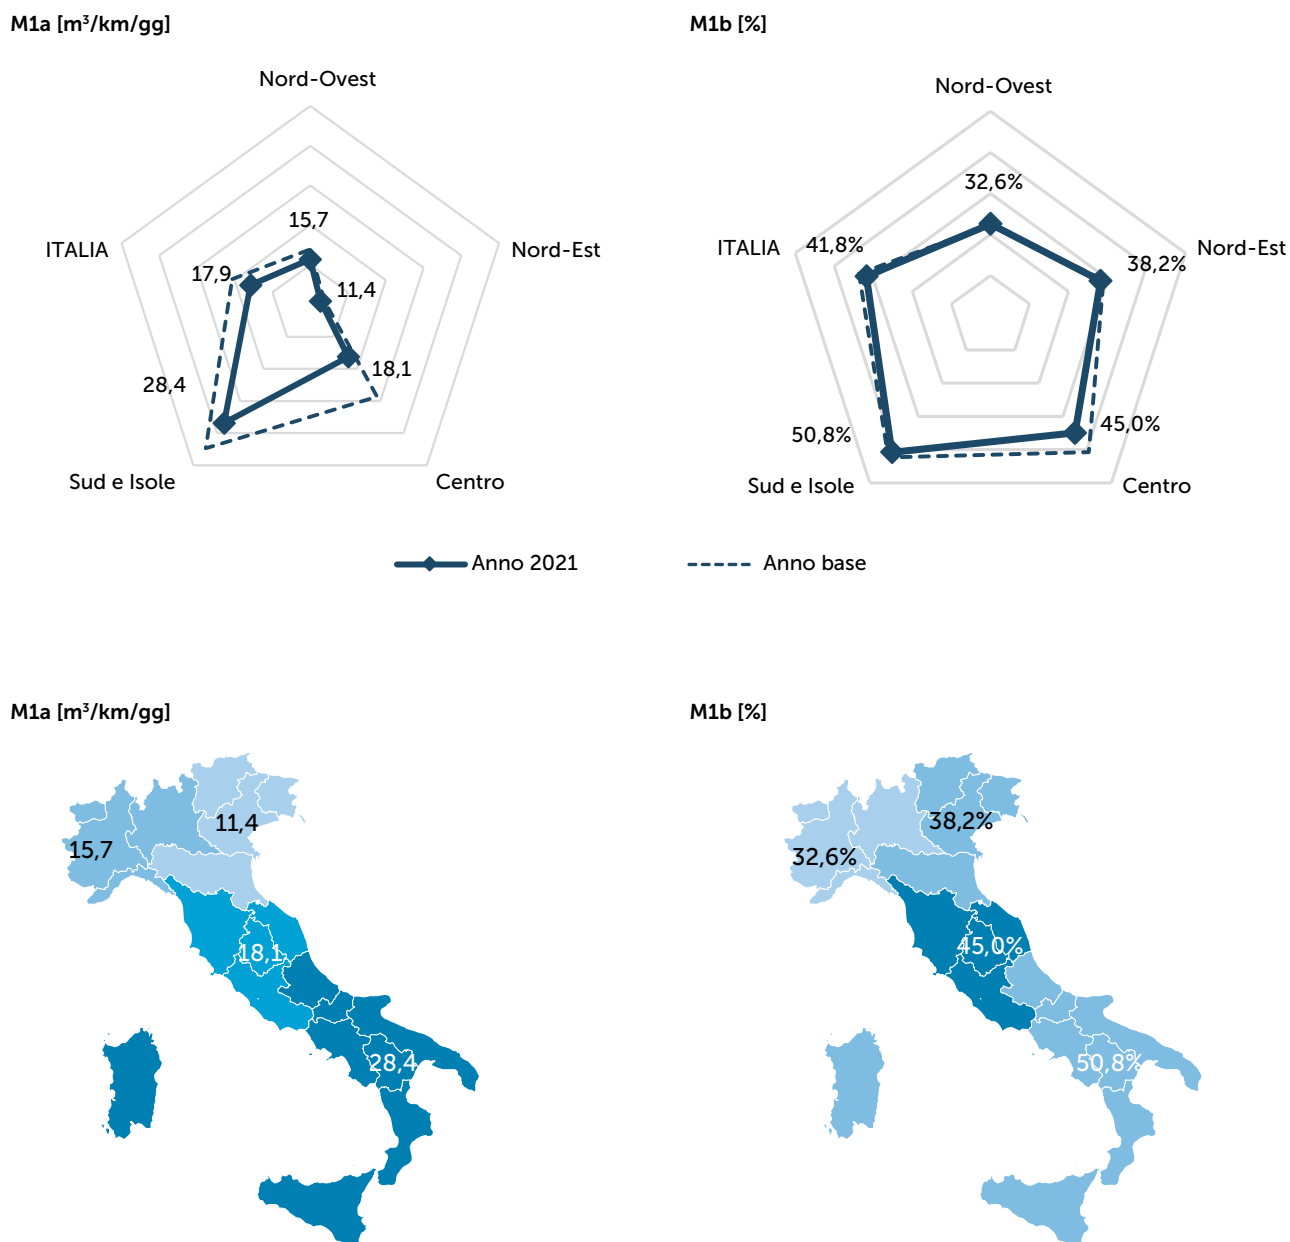 M1a [m³/km/gg]
M1b [%]
Nord-Ovest
15,7
Nord-Est
11,4
18,1
Centro
28,4
Sud e Isole
17,9
ITALIA
Nord-Ovest
32,6%
Nord-Est
38,2%
45,0%
Centro
50,8%
Sud e Isole
41,8%
ITALIA
Anno 2021
Anno base
M1a [m³/km/gg]
M1b [%]
11,4
15,7
18,1
28,4
38,2%
32,6%
45,0%
50,8%